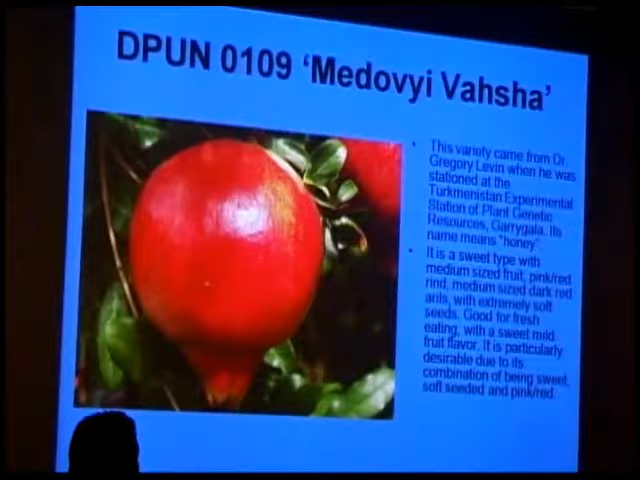 DPUN 0109 ‘Medovyi Vahsha’
• This variety came from Dr.
Gregory Levin when he was
stationed at the
Turkmenistan Experimental
Station of Plant Genetic
Resources, Garrygala. Its
name means "honey".
• It is a sweet type with
medium sized fruit, pink/red
rind, medium sized dark red
arils, with extremely soft
seeds. Good for fresh
eating, with a sweet mild
fruit flavor. It is particularly
desirable due to its
combination of being sweet,
soft seeded and pink/red.